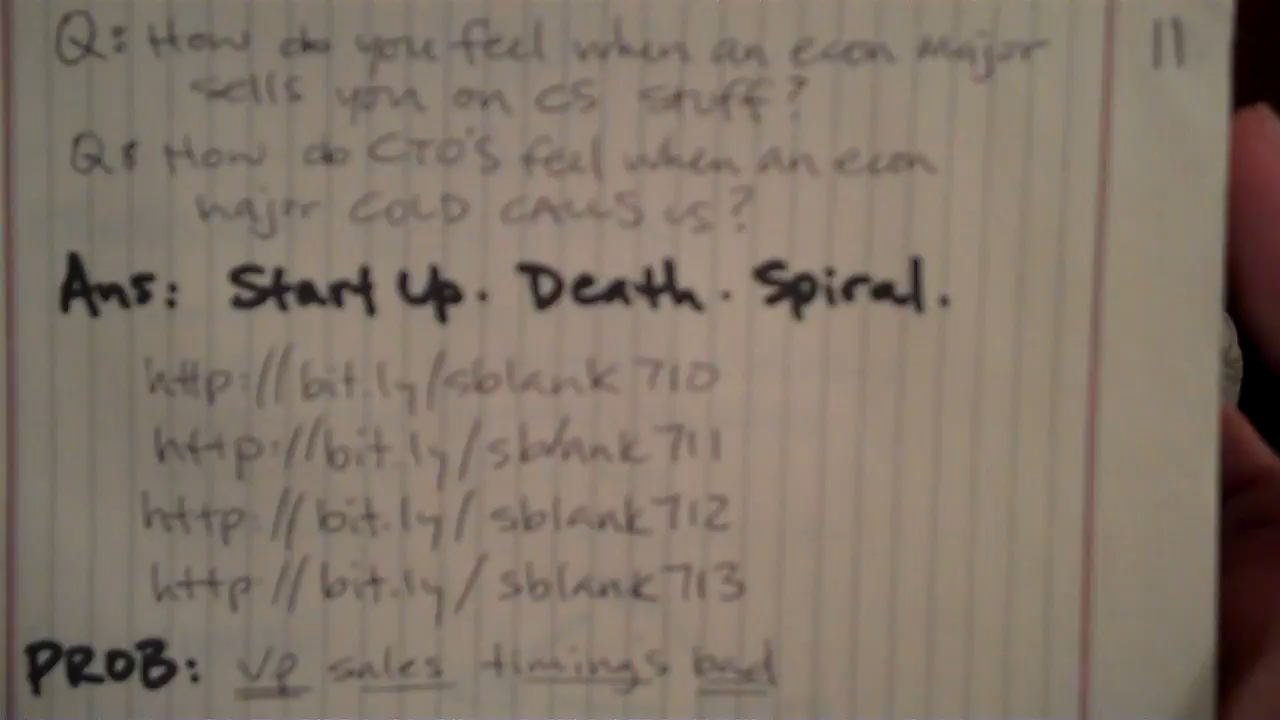 Q: How do you feel when an econ major 11
sells you on CS stuff?
Q: How do CTO'S feel when an econ
major COLD CALLS US?
Ans: Start Up. Death. Spiral.
http://bit.ly/sblank710
http://bit.ly/sblank711
http://bit.ly/sblank712
http://bit.ly/sblank713
PROB: VP sales timings bad